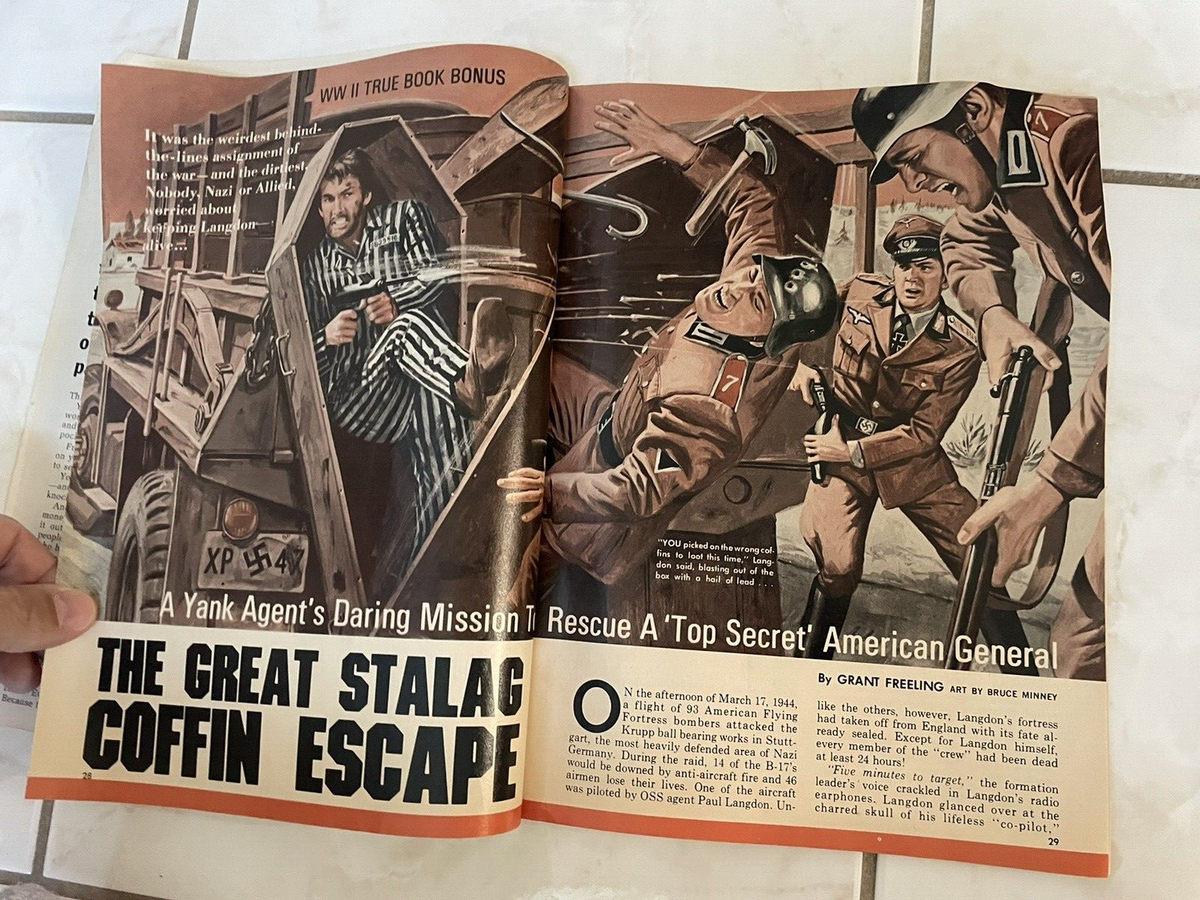 WW II TRUE BOOK BONUS
It was the weirdest behind-
the-lines assignment of
the war—and the dirtiest.
Nobody, Nazi or Allied,
worried about
keeping Langdon
alive...
7
7
XP 卐 47
"YOU picked on the wrong cof-
fins to loot this time," Lang-
don said, blasting out of the
box with a hail of lead . . .
A Yank Agent's Daring Mission T Rescue A 'Top Secret' American General
THE GREAT STALAG
COFFIN ESCAPE
28
By GRANT FREELING ART BY BRUCE MINNEY
ON the afternoon of March 17, 1944,
a flight of 93 American Flying
Fortress bombers attacked the
Krupp ball bearing works in Stutt-
gart, the most heavily defended area of Nazi
Germany. During the raid, 14 of the B-17's
would be downed by anti-aircraft fire and 46
airmen lose their lives. One of the aircraft
was piloted by OSS agent Paul Langdon. Un-
like the others, however, Langdon's fortress
had taken off from England with its fate al-
ready sealed. Except for Langdon himself,
every member of the "crew" had been dead
at least 24 hours!
"Five minutes to target," the formation
leader's voice crackled in Langdon's radio
earphones. Langdon glanced over at the
charred skull of his lifeless "co-pilot,"
29